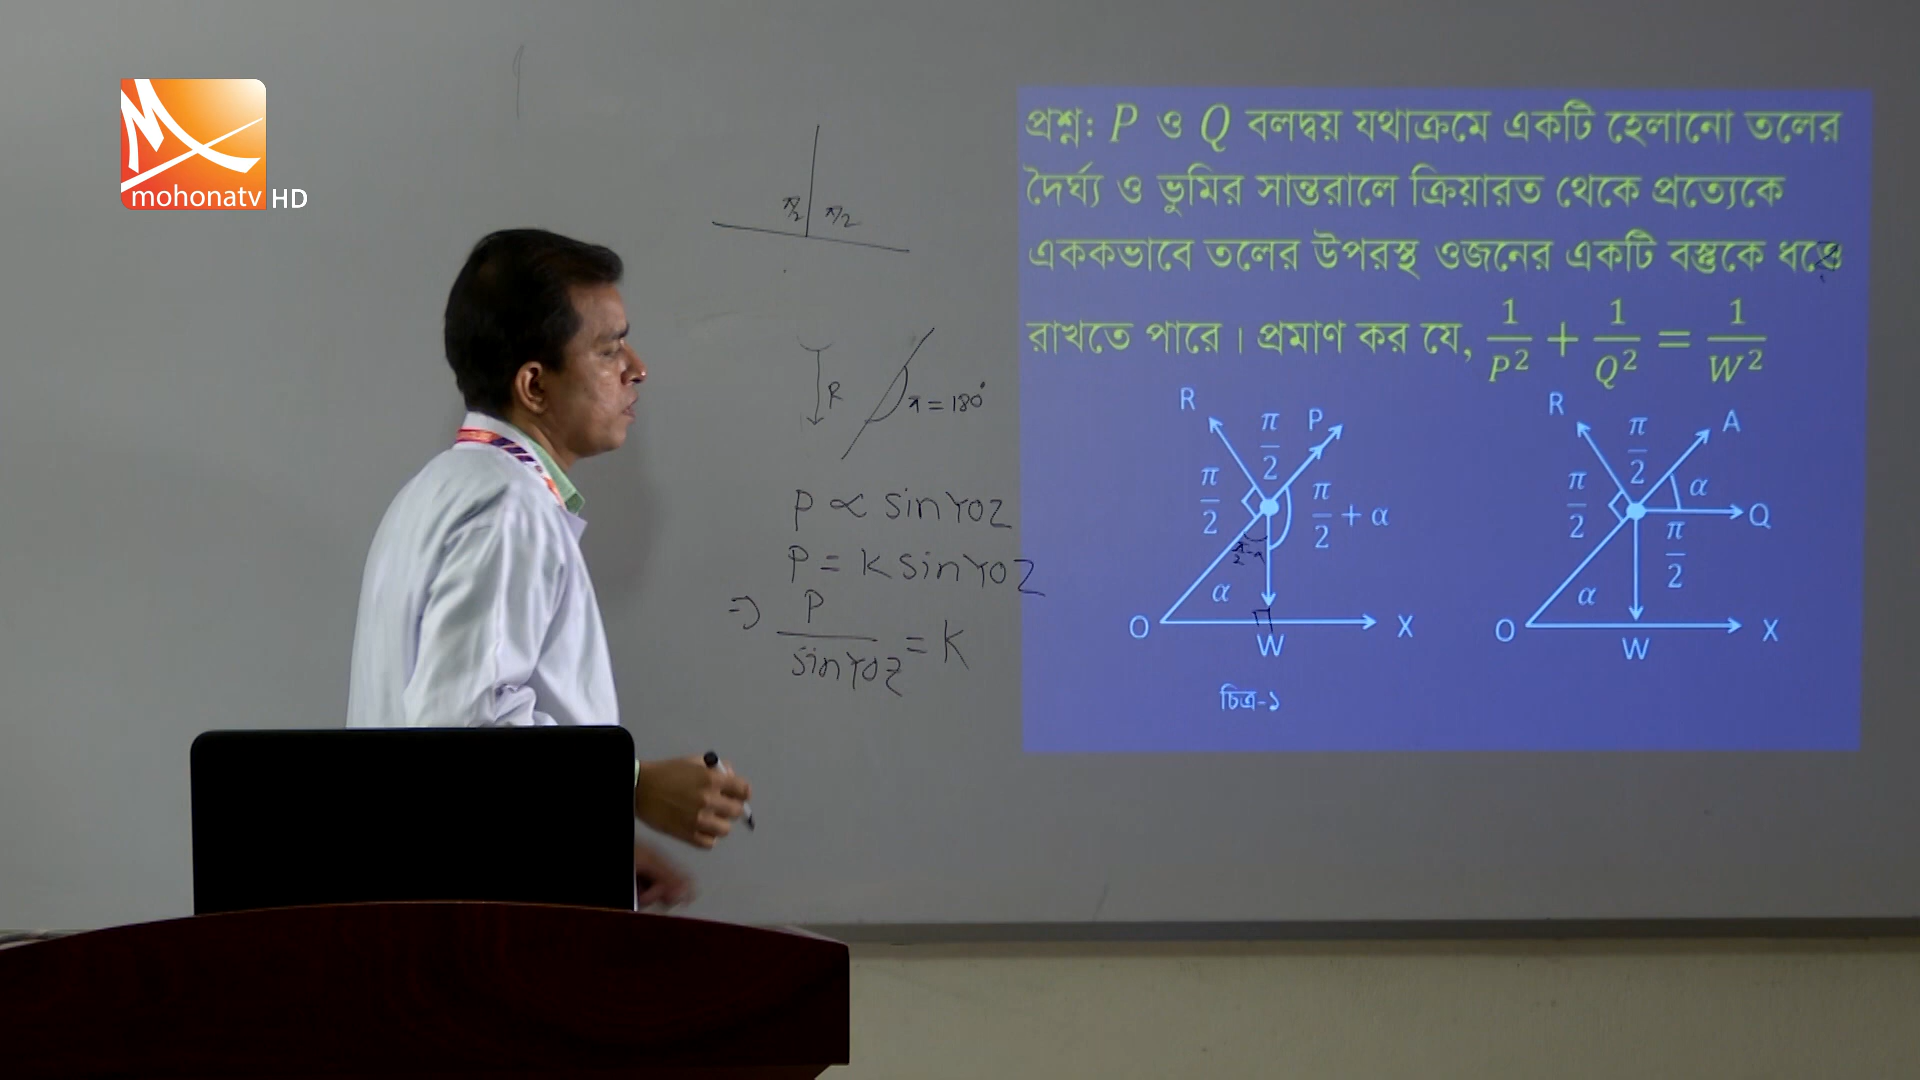 mohonatv HD
প্রশ্ন: P ও Q বলদ্বয় যথাক্রমে একটি হেলানো তলের
দৈর্ঘ্য ও ভুমির সান্তরালে ক্রিয়ারত থেকে প্রত্যেকে
এককভাবে তলের উপরস্থ ওজনের একটি বস্তুকে ধত্তে
রাখতে পারে। প্রমাণ কর যে, 1/P² + 1/Q² = 1/W²
R π/2 P
π/2 π/2 + α
π/2 - α
α
O W X
চিত্র-১
R π/2 A
π/2 α Q
π/2
α
O W X
π/2 π/2
R
π = 180°
P ∝ sin YOZ
P = K sin YOZ
⇒ P/sin YOZ = K